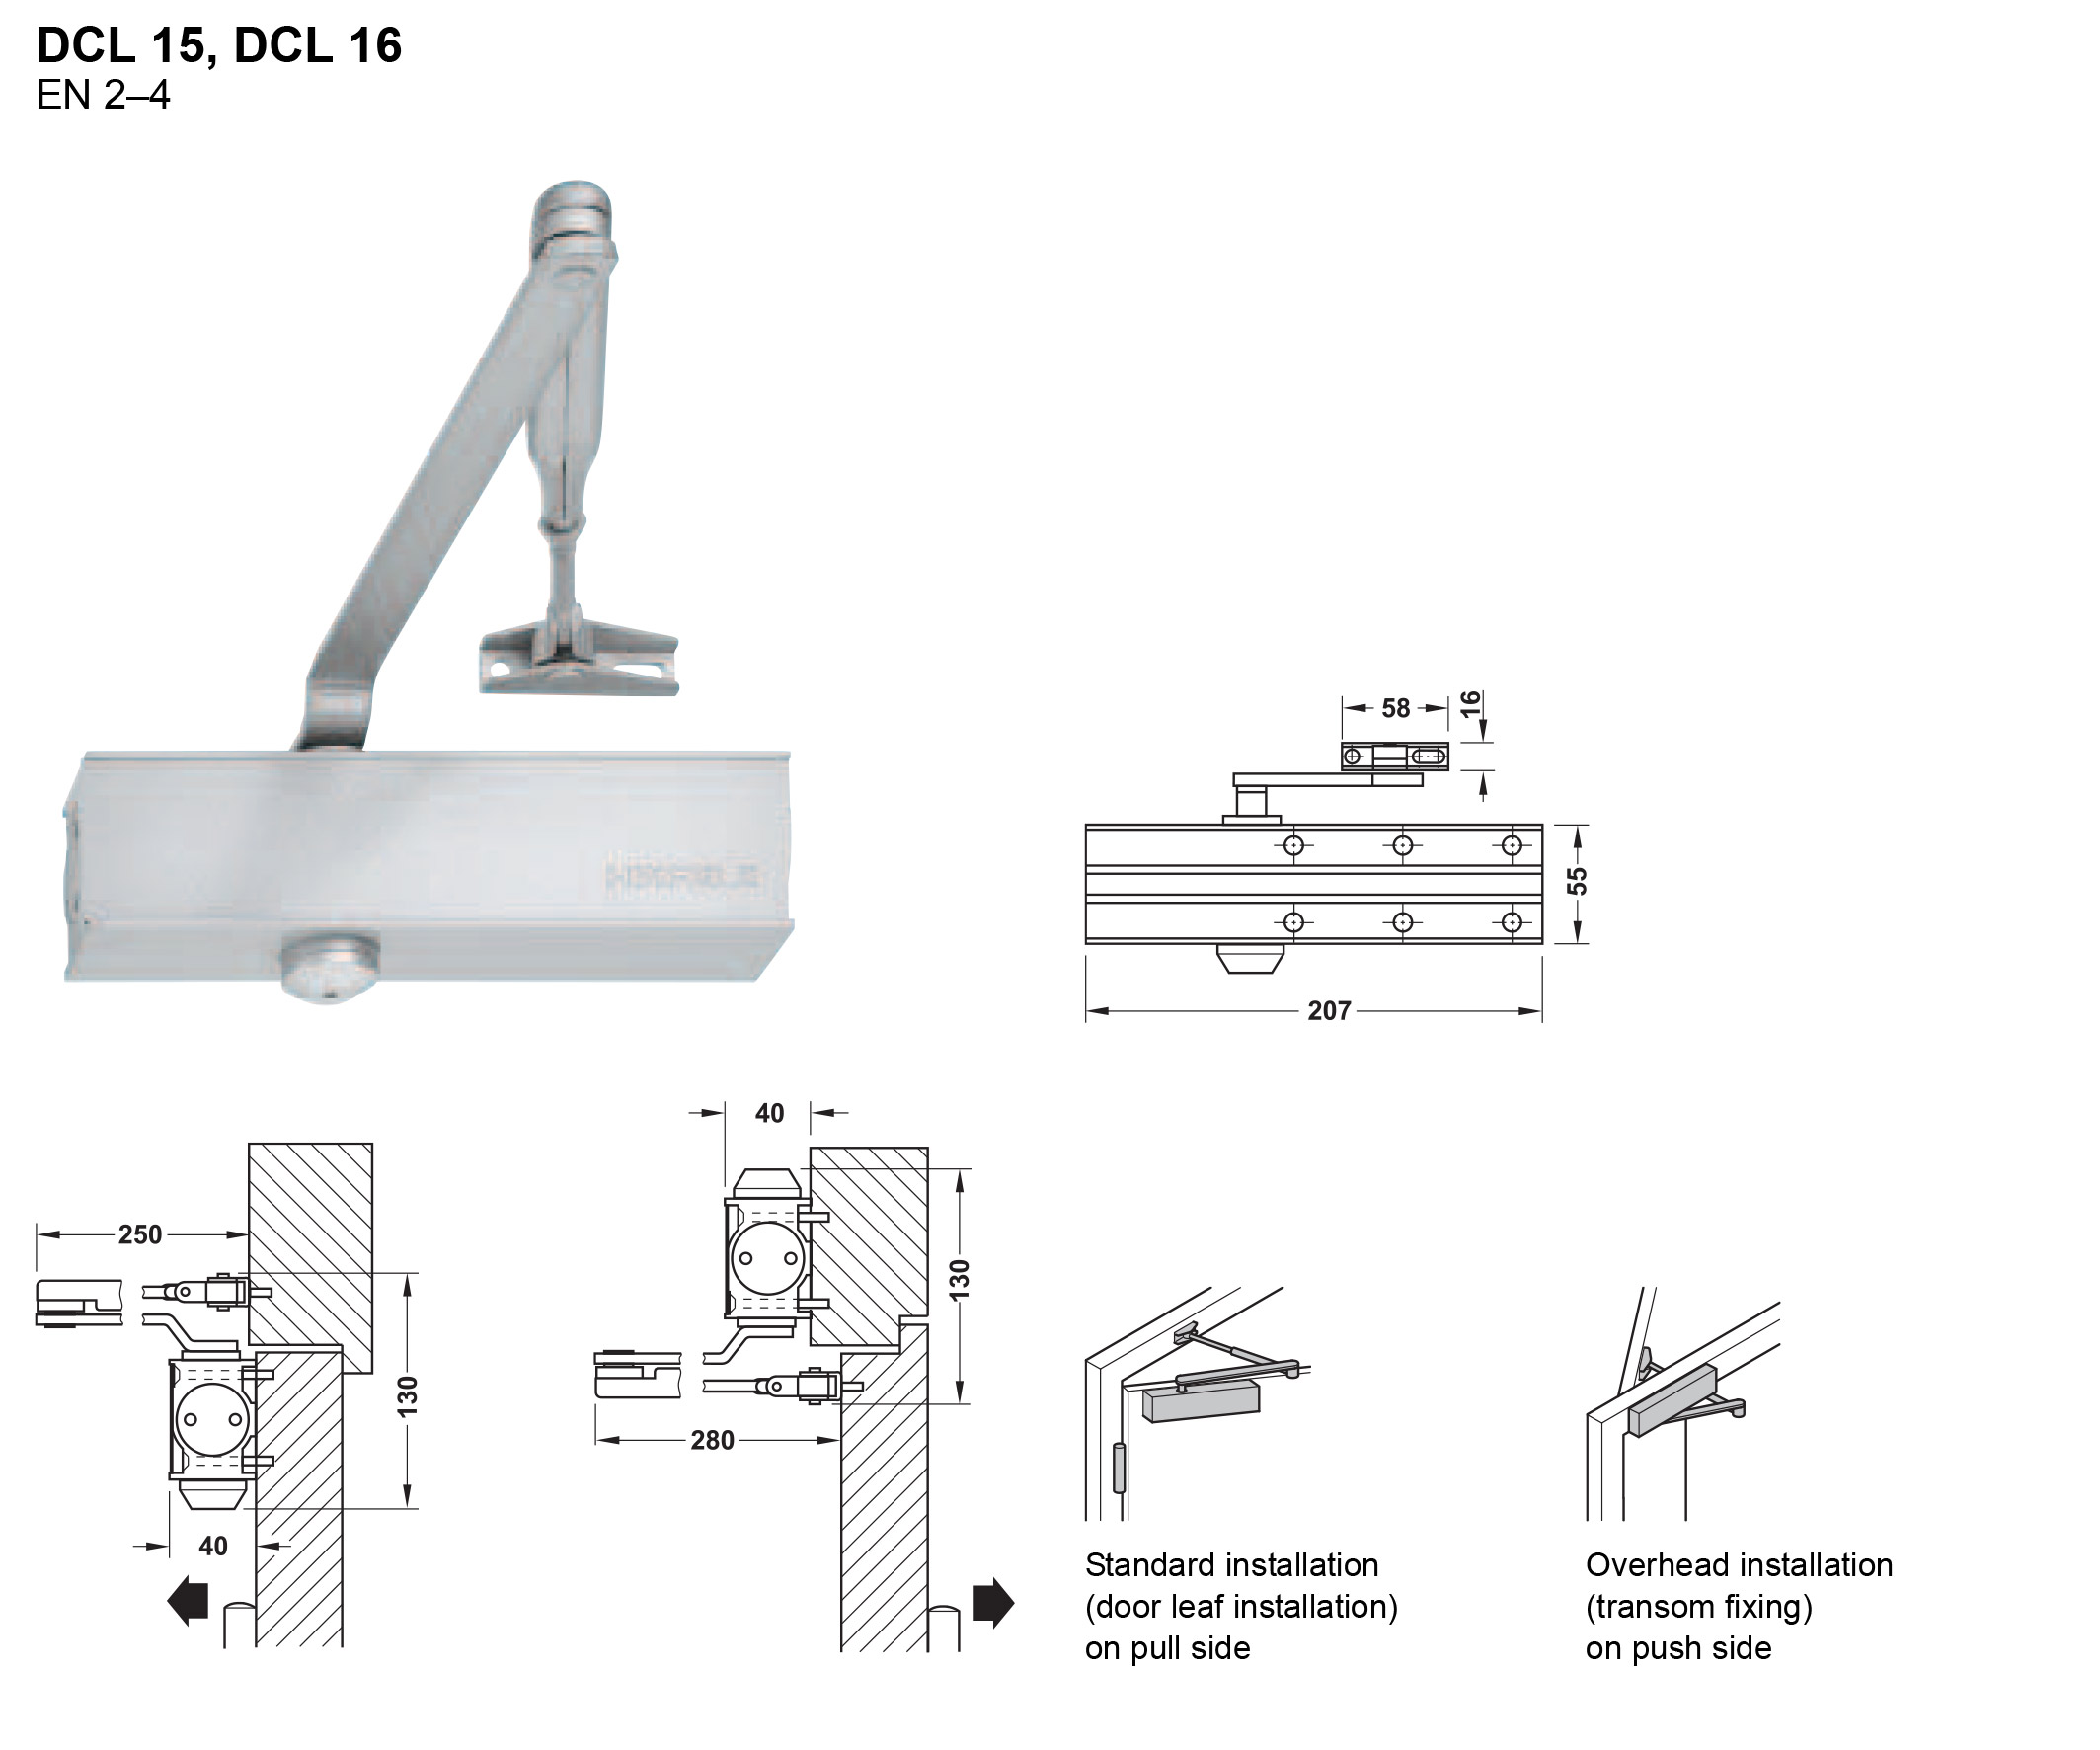 DCL 15, DCL 16
EN 2–4
58
16
55
207
40
250
130
130
280
40
Standard installation
(door leaf installation)
on pull side
Overhead installation
(transom fixing)
on push side